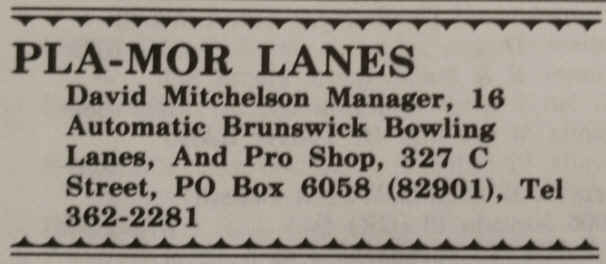 PLA-MOR LANES
David Mitchelson Manager, 16
Automatic Brunswick Bowling
Lanes, And Pro Shop, 327 C
Street, PO Box 6058 (82901), Tel
362-2281